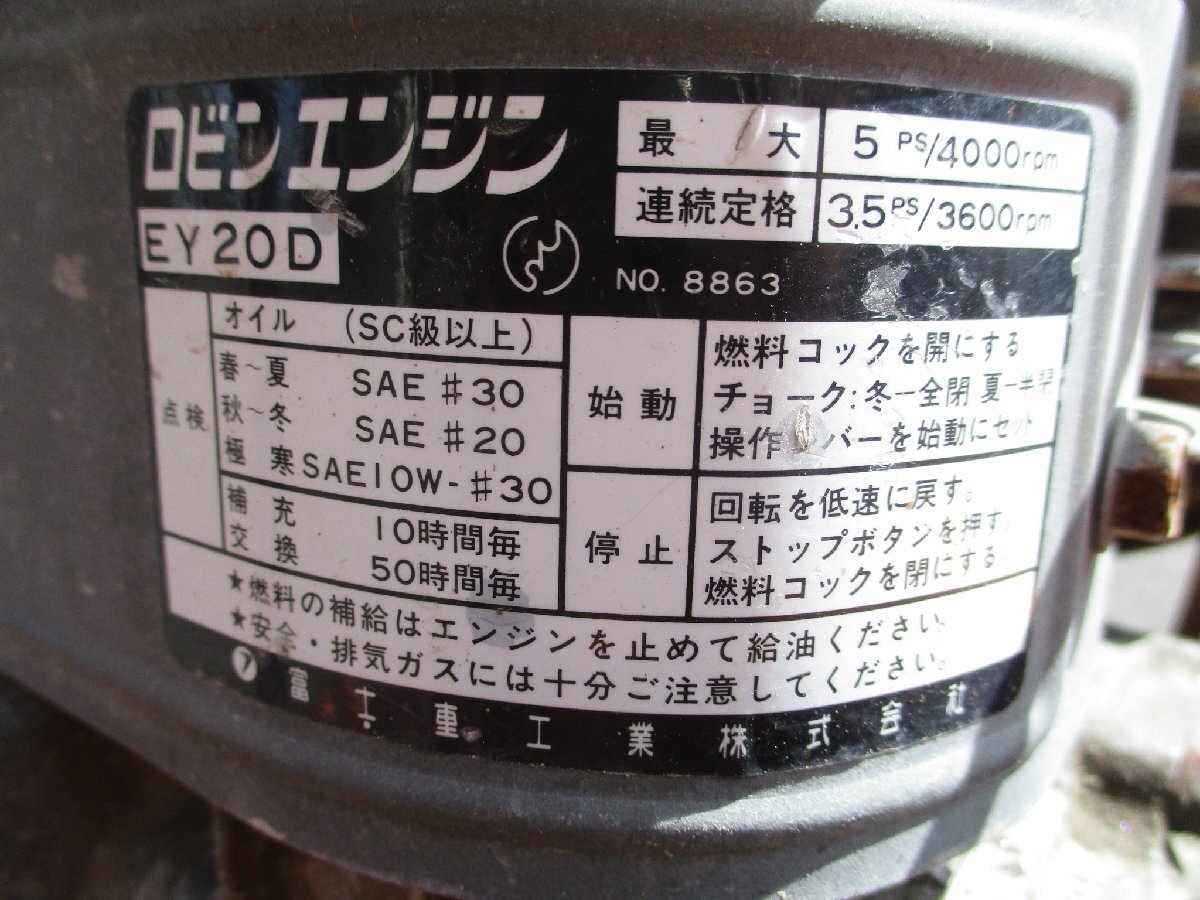 ロビンエンジン
EY20D
最大 5 PS/4000rpm
連続定格 3.5PS/3600rpm
NO. 8863
点検
オイル (SC級以上)
春~夏 SAE #30
秋~冬 SAE #20
極寒 SAE10W-#30
補充 10時間毎
交換 50時間毎
始動
燃料コックを開にする
チョーク:冬-全閉 夏-半閉
操作 バーを始動にセット
停止
回転を低速に戻す。
ストップボタンを押す。
燃料コックを閉にする。
★燃料の補給はエンジンを止めて給油ください。
★安全・排気ガスには十分ご注意してください。
ア 富士重工業株式会社